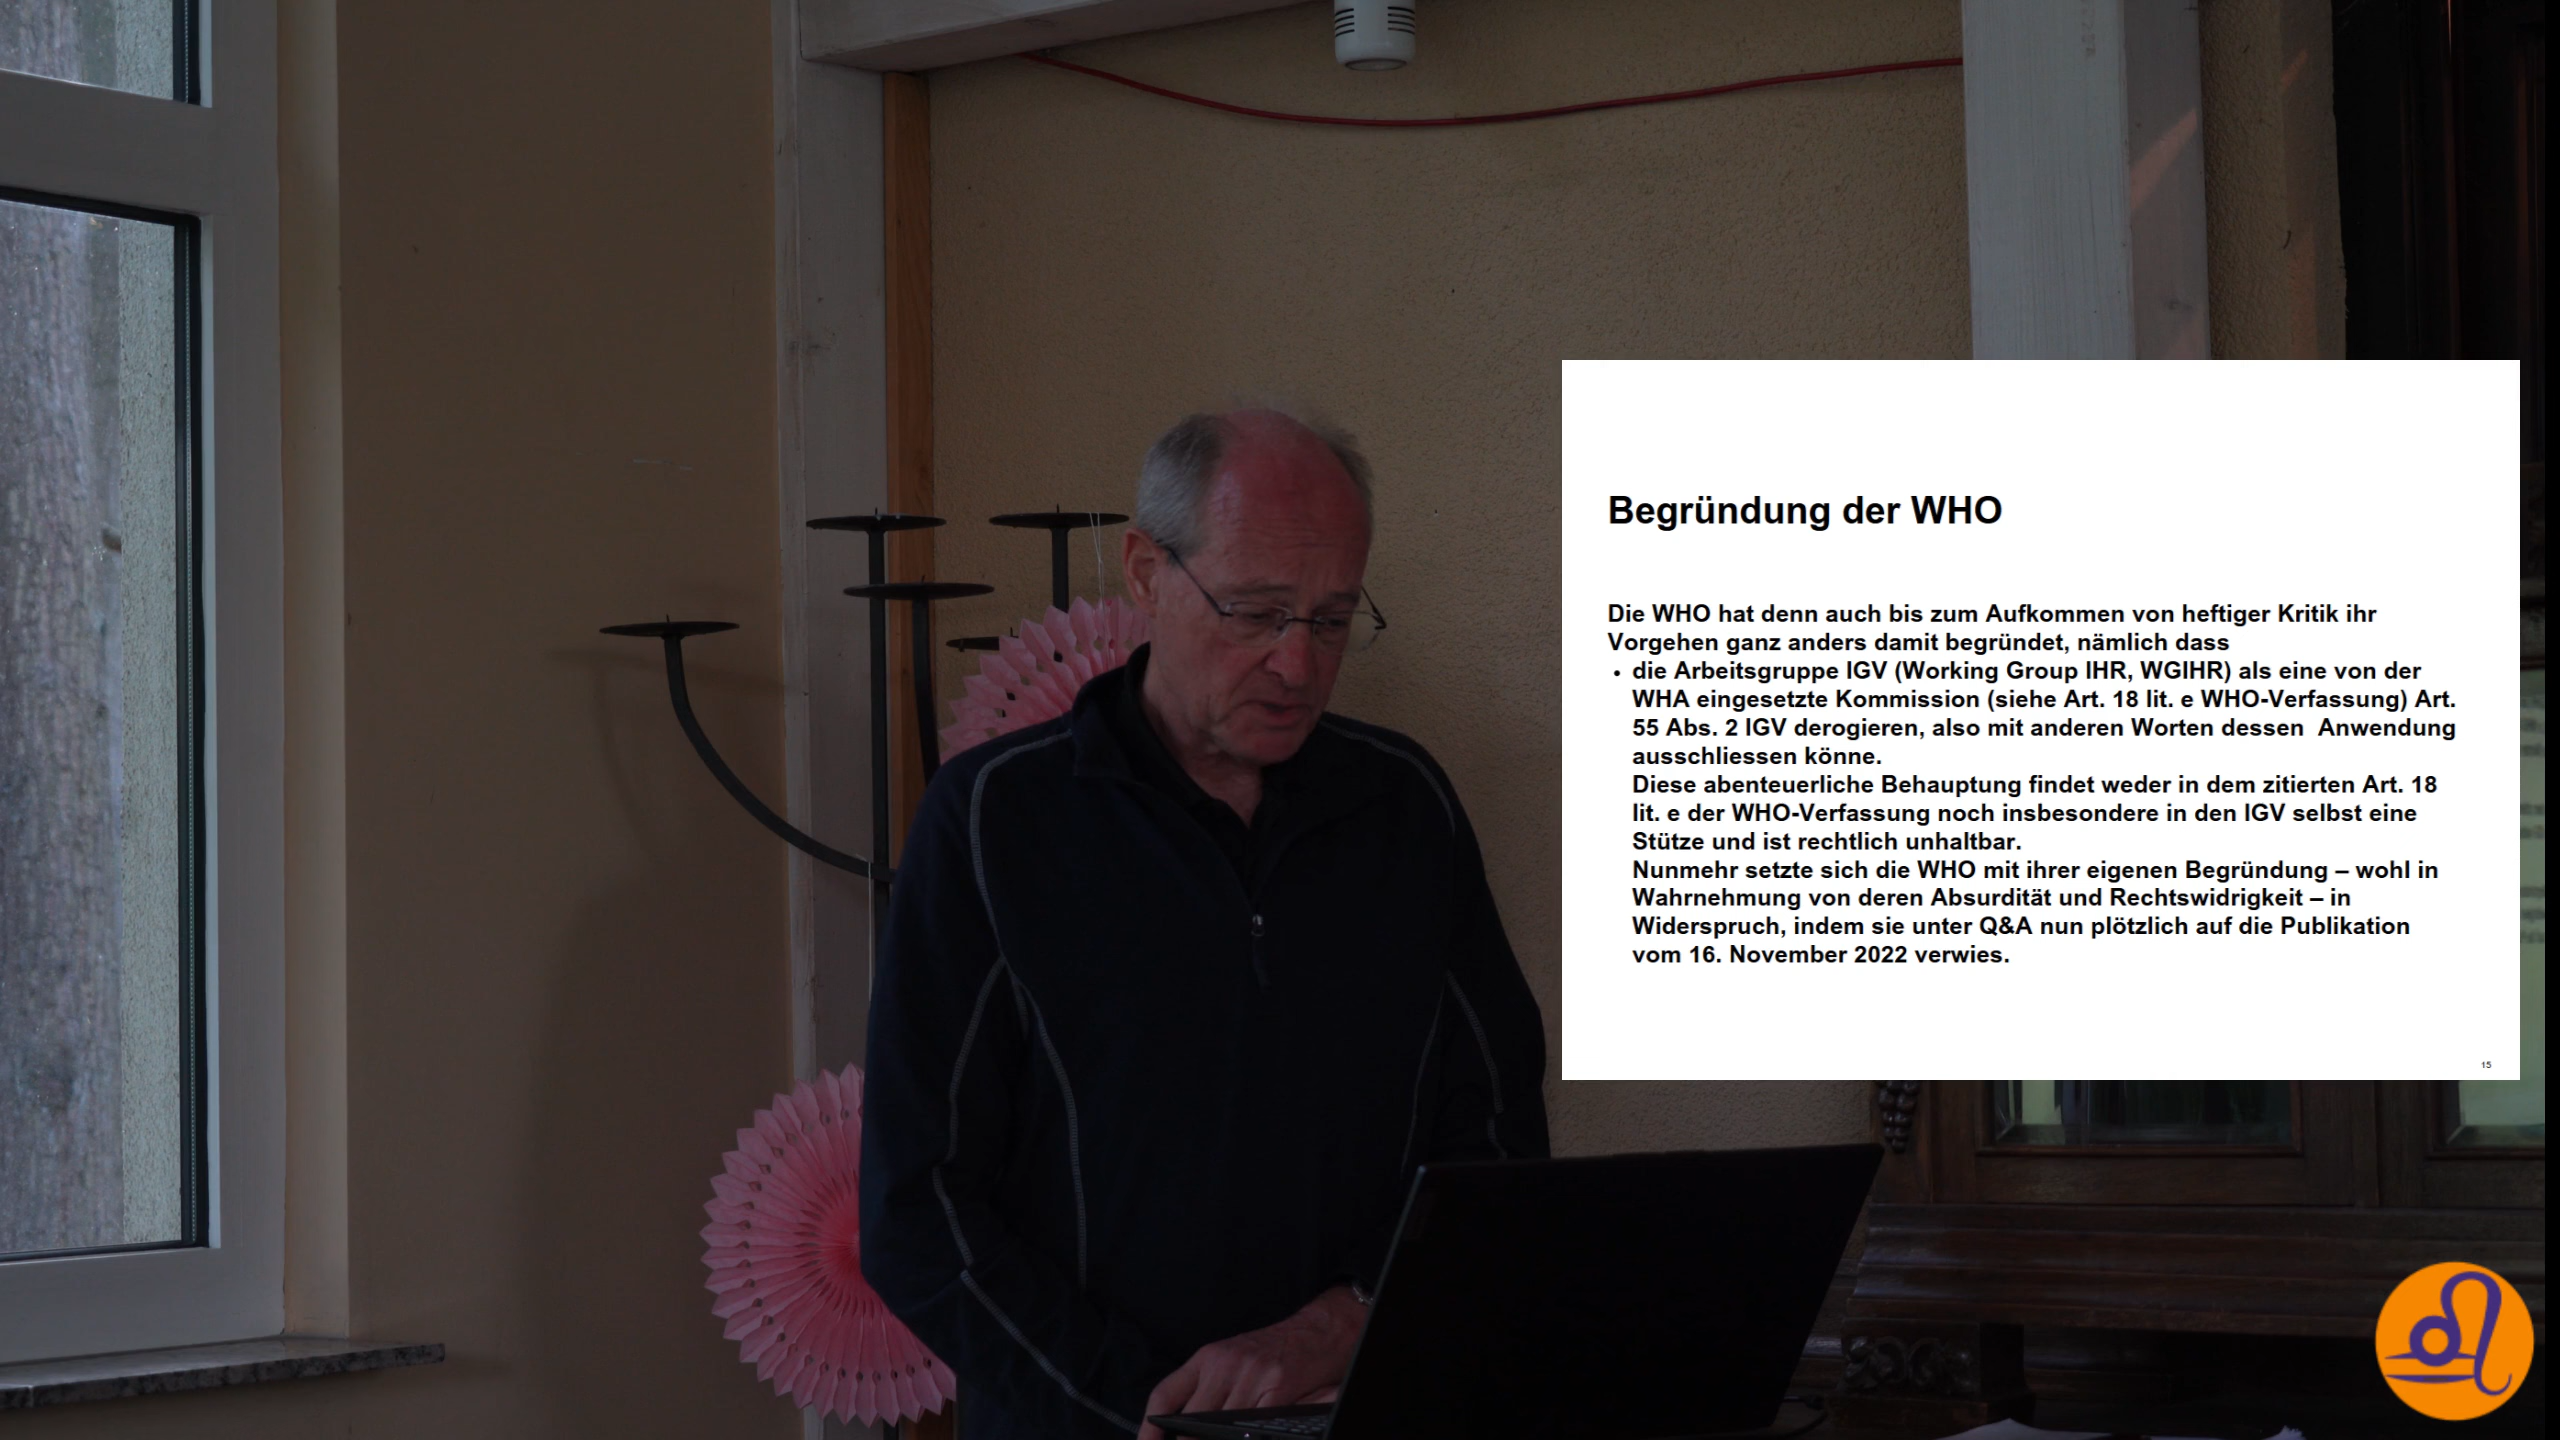 Begründung der WHO
Die WHO hat denn auch bis zum Aufkommen von heftiger Kritik ihr
Vorgehen ganz anders damit begründet, nämlich dass
• die Arbeitsgruppe IGV (Working Group IHR, WGIHR) als eine von der
WHA eingesetzte Kommission (siehe Art. 18 lit. e WHO-Verfassung) Art.
55 Abs. 2 IGV derogieren, also mit anderen Worten dessen  Anwendung
ausschliessen könne.
Diese abenteuerliche Behauptung findet weder in dem zitierten Art. 18
lit. e der WHO-Verfassung noch insbesondere in den IGV selbst eine
Stütze und ist rechtlich unhaltbar.
Nunmehr setzte sich die WHO mit ihrer eigenen Begründung – wohl in
Wahrnehmung von deren Absurdität und Rechtswidrigkeit – in
Widerspruch, indem sie unter Q&A nun plötzlich auf die Publikation
vom 16. November 2022 verwies.
15